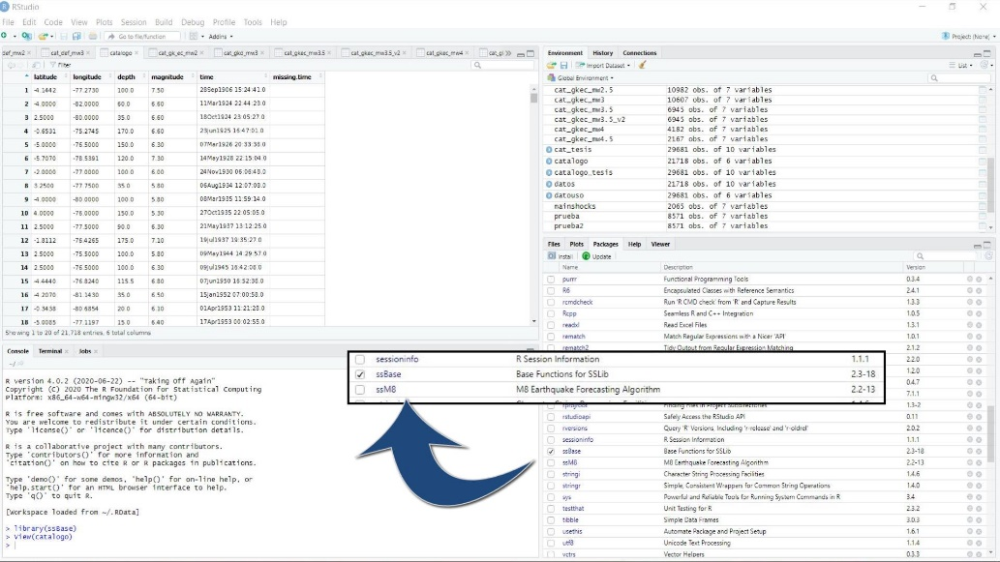 RStudio
File Edit Code View Plots Session Build Debug Profile Tools Help
Go to file/function Addins Project: (None)
def_mw2 cat_def_mw3 catalogo cat_gk_ec_mw2 cat_gko_mw3 cat_gkec_mw3.5 cat_gkec_mw3.5_v2 cat_gkec_mw4 cat_gl
Filter
latitude longitude depth magnitude time missing.time
1 -4.1442 -77.2730 100.0 7.50 28Sep1906 15:24:41.0
2 -4.0000 -82.0000 60.0 6.60 11Mar1924 22:44:23.0
3 2.5000 -80.0000 35.0 6.60 18Oct1924 23:05:27.0
4 -0.6531 -75.2745 170.0 6.60 23jun1925 16:47:01.0
5 -5.0000 -76.5000 150.0 6.30 07Mar1926 20:33:38.0
6 -5.7070 -78.5391 120.0 7.30 14May1928 22:15:04.0
7 -2.0000 -77.0000 100.0 6.00 24Nov1930 06:06:48.0
8 3.2500 -77.7500 35.0 5.80 06Aug1934 12:07:08.0
9 -4.0000 -80.0000 100.0 5.80 08Mar1935 11:59:14.0
10 4.0000 -76.0000 150.0 5.30 27Oct1935 22:05:05.0
11 2.5000 -77.5000 90.0 6.30 21May1937 13:12:25.0
12 -1.8112 -76.4265 175.0 7.10 19jul1937 19:35:27.0
13 2.5000 -76.5000 100.0 5.80 09May1944 14:29:57.0
14 2.5000 -76.5000 100.0 6.30 09jul1945 16:42:08.0
15 -4.4440 -76.8240 115.5 6.80 07jun1950 16:52:38.0
16 -4.2070 -81.1430 35.0 6.50 15jan1952 07:00:58.0
17 -0.3458 -80.6854 20.0 6.10 01Apr1953 11:21:28.0
18 -5.0085 -77.1197 15.0 6.40 17Apr1953 00:02:55.0
Showing 1 to 20 of 21,718 entries, 6 total columns
Environment History Connections
Import Dataset List
Global Environment
cat_gkec_mw2.5 10982 obs. of 7 variables
cat_gkec_mw3 10607 obs. of 7 variables
cat_gkec_mw3.5 6945 obs. of 7 variables
cat_gkec_mw3.5_v2 6945 obs. of 7 variables
cat_gkec_mw4 4182 obs. of 7 variables
cat_gkec_mw4.5 2167 obs. of 7 variables
cat_tesis 29681 obs. of 10 variables
catalogo 21718 obs. of 6 variables
catalogo_tesis 29681 obs. of 10 variables
datos 21718 obs. of 10 variables
datouso 29681 obs. of 6 variables
mainshocks 2065 obs. of 7 variables
prueba 8571 obs. of 7 variables
prueba2 8571 obs. of 7 variables
Files Plots Packages Help Viewer
Install Update
Name Description Version
purrr Functional Programming Tools 0.3.4
R6 Encapsulated Classes with Reference Semantics 2.4.1
rcmdcheck Run 'R CMD check' from 'R' and Capture Results 1.3.3
Rcpp Seamless R and C++ Integration 1.0.5
readxl Read Excel Files 1.3.1
rematch Match Regular Expressions with a Nicer 'API' 1.0.1
rematch2 Tidy Output from Regular Expression Matching 2.1.2
2.2.0
0.4.7
1.1.1
rprojroot Finding Files in Project Subdirectories 1.3-2
rstudioapi Safely Access the RStudio API 0.11
rversions Query 'R' Versions, Including 'r-release' and 'r-oldrel' 2.0.2
sessioninfo R Session Information 1.1.1
ssBase Base Functions for SSLib 2.3-18
ssM8 M8 Earthquake Forecasting Algorithm 2.2-13
stringi Character String Processing Facilities 1.4.6
stringr Simple, Consistent Wrappers for Common String Operations 1.4.0
sys Powerful and Reliable Tools for Running System Commands in R 3.4
testthat Unit Testing for R 2.3.2
tibble Simple Data Frames 3.0.3
usethis Automate Package and Project Setup 1.6.1
utf8 Unicode Text Processing 1.1.4
vctrs Vector Helpers 0.3.3
sessioninfo R Session Information 1.1.1
ssBase Base Functions for SSLib 2.3-18
ssM8 M8 Earthquake Forecasting Algorithm 2.2-13
Console Terminal Jobs
~/
R version 4.0.2 (2020-06-22) -- "Taking Off Again"
Copyright (C) 2020 The R Foundation for Statistical Computing
Platform: x86_64-w64-mingw32/x64 (64-bit)
R is free software and comes with ABSOLUTELY NO WARRANTY.
You are welcome to redistribute it under certain conditions.
Type 'license()' or 'licence()' for distribution details.
R is a collaborative project with many contributors.
Type 'contributors()' for more information and
'citation()' on how to cite R or R packages in publications.
Type 'demo()' for some demos, 'help()' for on-line help, or
'help.start()' for an HTML browser interface to help.
Type 'q()' to quit R.
[Workspace loaded from ~/.RData]
> library(ssBase)
> View(catalogo)
>